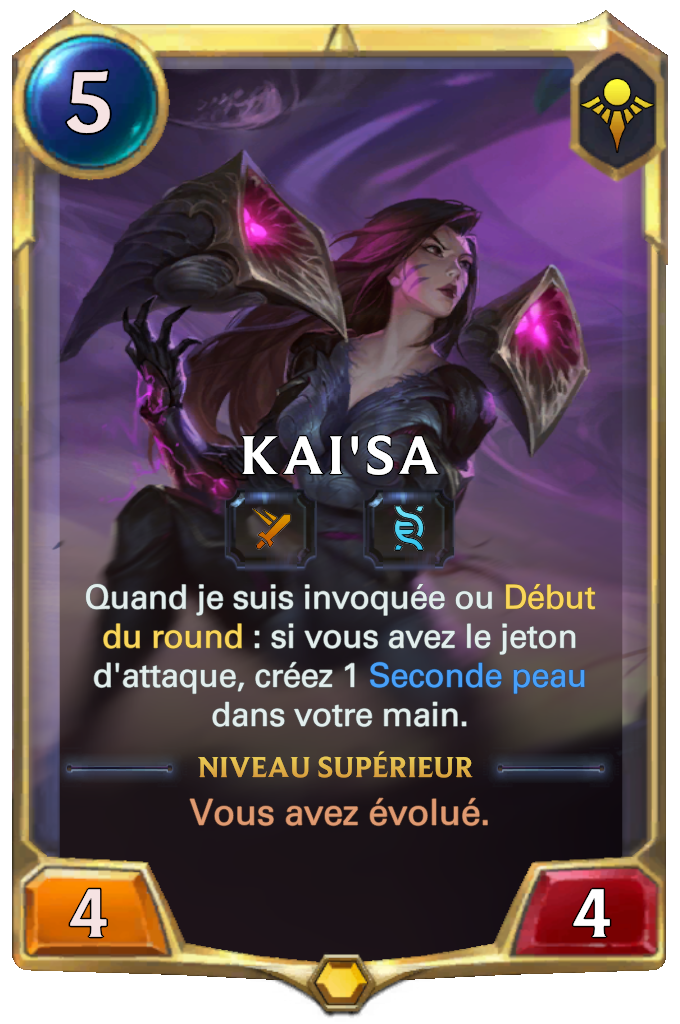 5
KAI'SA
Quand je suis invoquée ou Début
du round : si vous avez le jeton
d'attaque, créez 1 Seconde peau
dans votre main.
NIVEAU SUPÉRIEUR
Vous avez évolué.
4
4